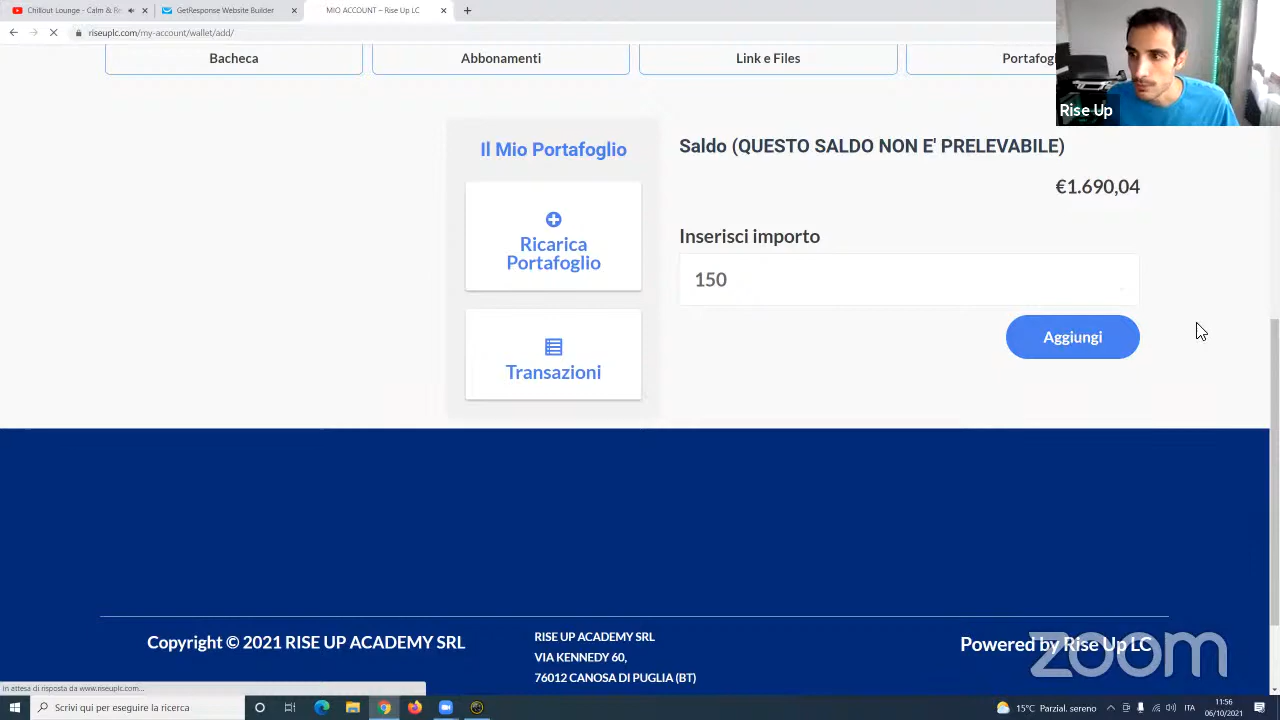 Chillout Lounge - Calm & Re
GetResponse Website Builder
MIO ACCOUNT – Rise Up LC
riseuplc.com/my-account/wallet/add/
Bacheca
Abbonamenti
Link e Files
Rise Up
Il Mio Portafoglio
Saldo (QUESTO SALDO NON E' PRELEVABILE)
€1.690,04
Ricarica
Portafoglio
Inserisci importo
150
Aggiungi
Transazioni
Copyright © 2021 RISE UP ACADEMY SRL
RISE UP ACADEMY SRL
VIA KENNEDY 60,
76012 CANOSA DI PUGLIA (BT)
Powered by Rise Up LC
zoom
in attesa di risposta da www.riseuplc.com...
Scrivi qui per eseguire la ricerca
15°C Parzial. sereno
ITA
11:56
06/10/2021